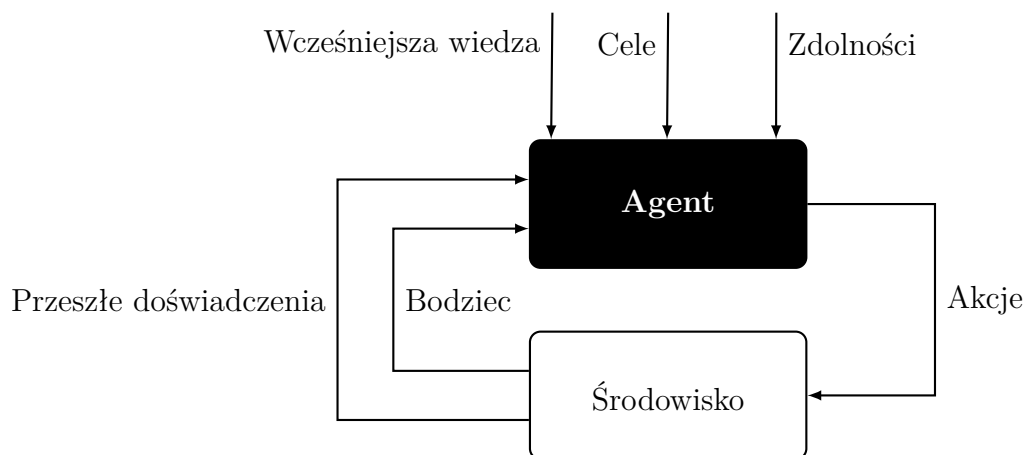 Wcześniejsza wiedza
Cele
Zdolności
Agent
Przeszłe doświadczenia
Bodziec
Akcje
Środowisko